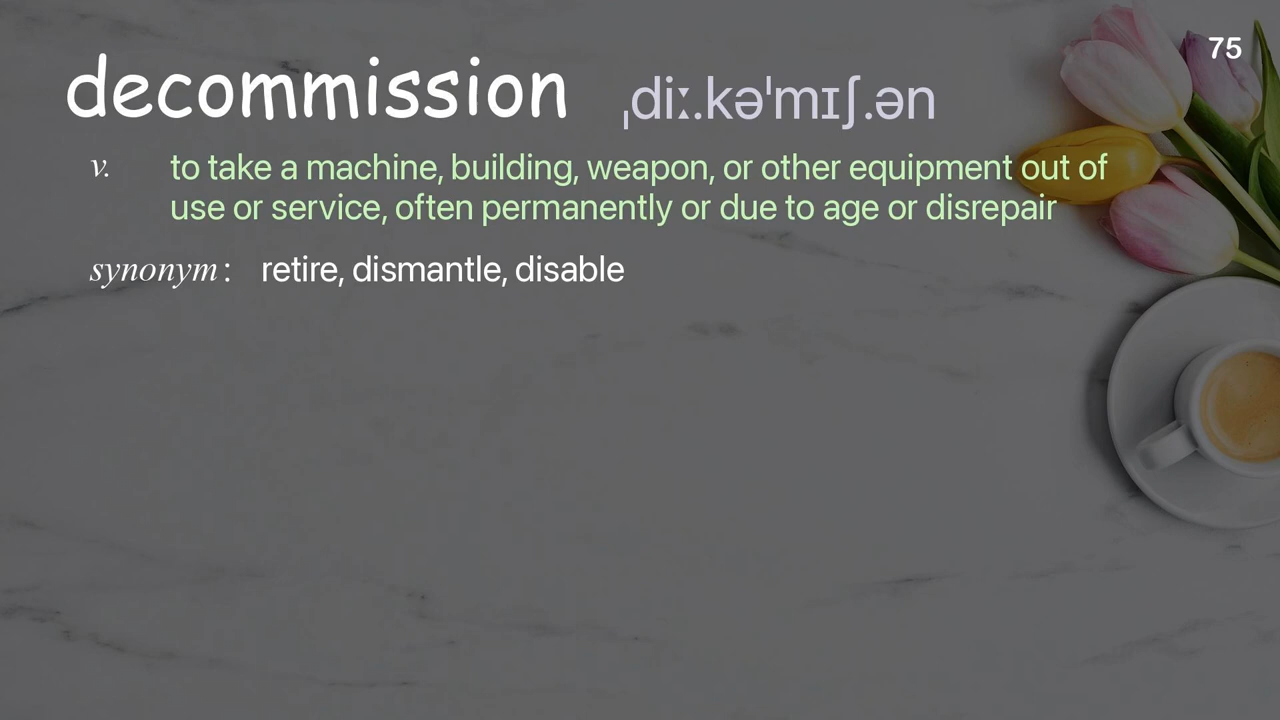 75
decommission ˌdiː.kəˈmɪʃ.ən
v. to take a machine, building, weapon, or other equipment out of
use or service, often permanently or due to age or disrepair
synonym : retire, dismantle, disable